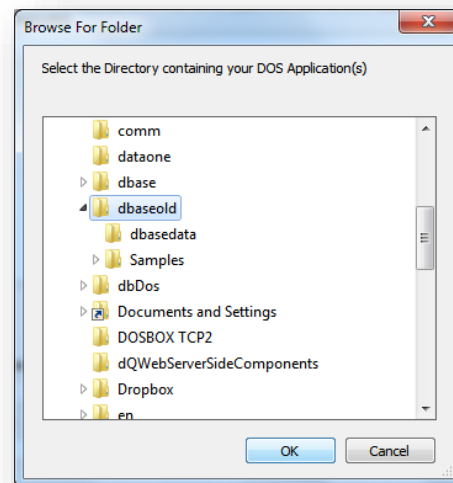 Browse For Folder
Select the Directory containing your DOS Application(s)
comm
dataone
dbase
dbaseold
dbasedata
Samples
dbDos
Documents and Settings
DOSBOX TCP2
dQWebServerSideComponents
Dropbox
en
OK Cancel